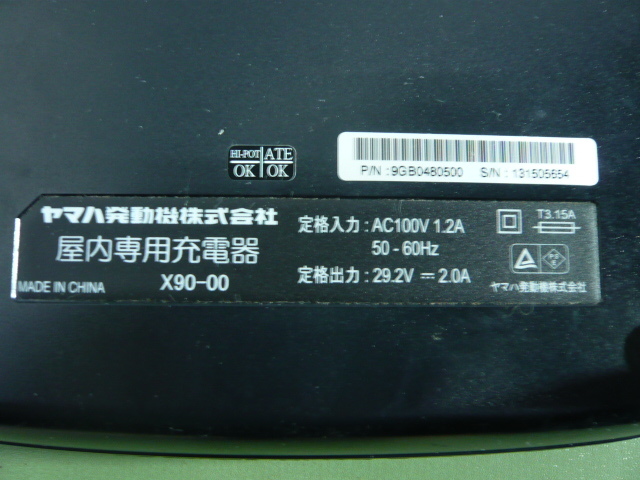 HI-POT ATE
OK OK
P/N : 9GB0480500 S/N : 131505654
ヤマハ発動機株式会社
屋内専用充電器
MADE IN CHINA X90-00
定格入力 : AC100V 1.2A
50 - 60Hz
定格出力 : 29.2V ⎓ 2.0A
T3.15A
ヤマハ発動機株式会社